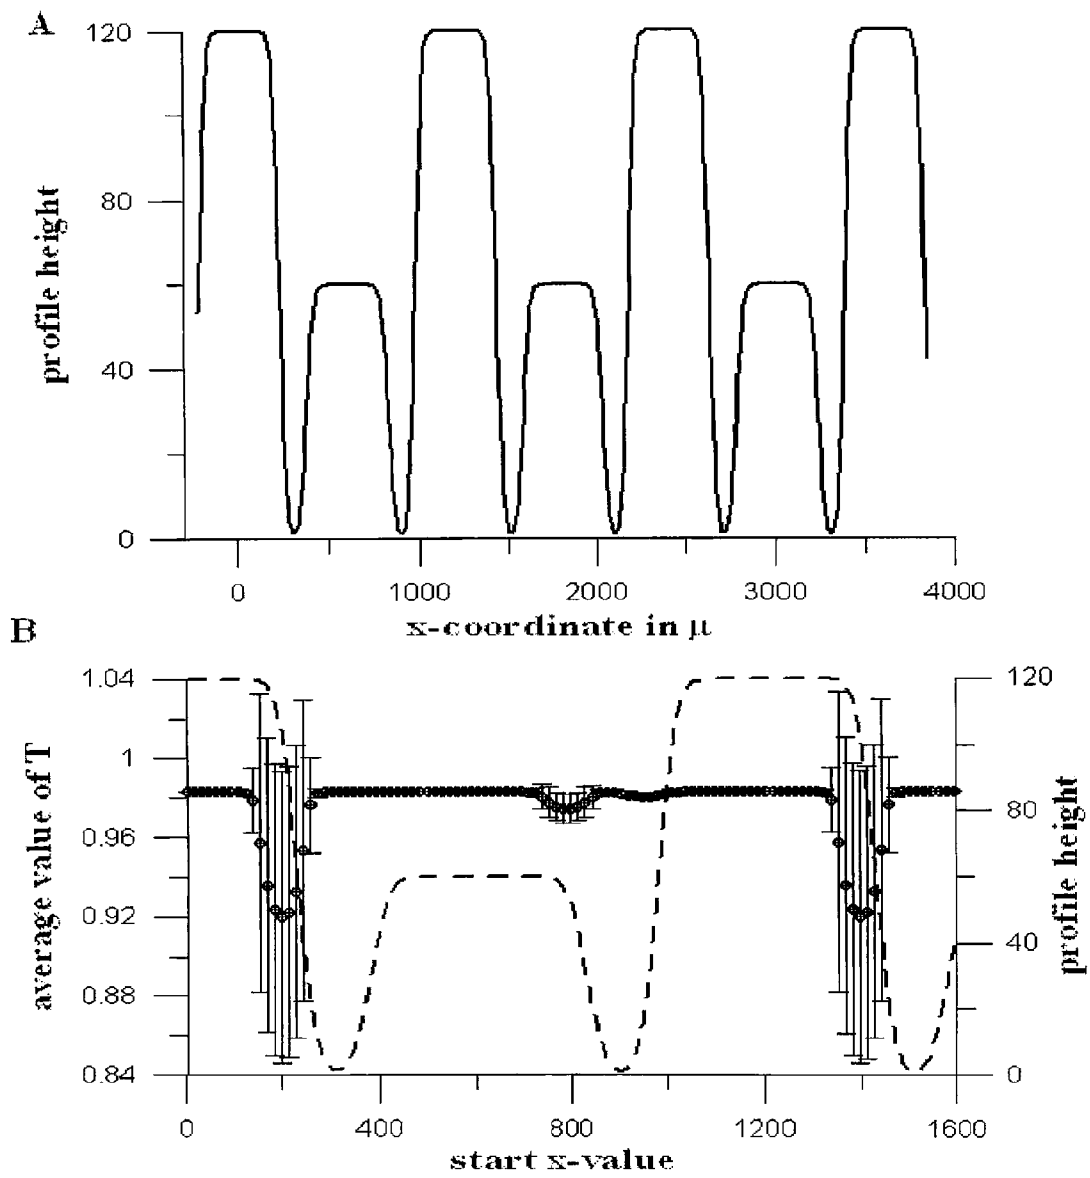 A
120
80
40
0
profile height
0 1000 2000 3000 4000
x-coordinate in μ
B
1.04
1
0.96
0.92
0.88
0.84
average value of T
120
80
40
0
profile height
0 400 800 1200 1600
start x-value